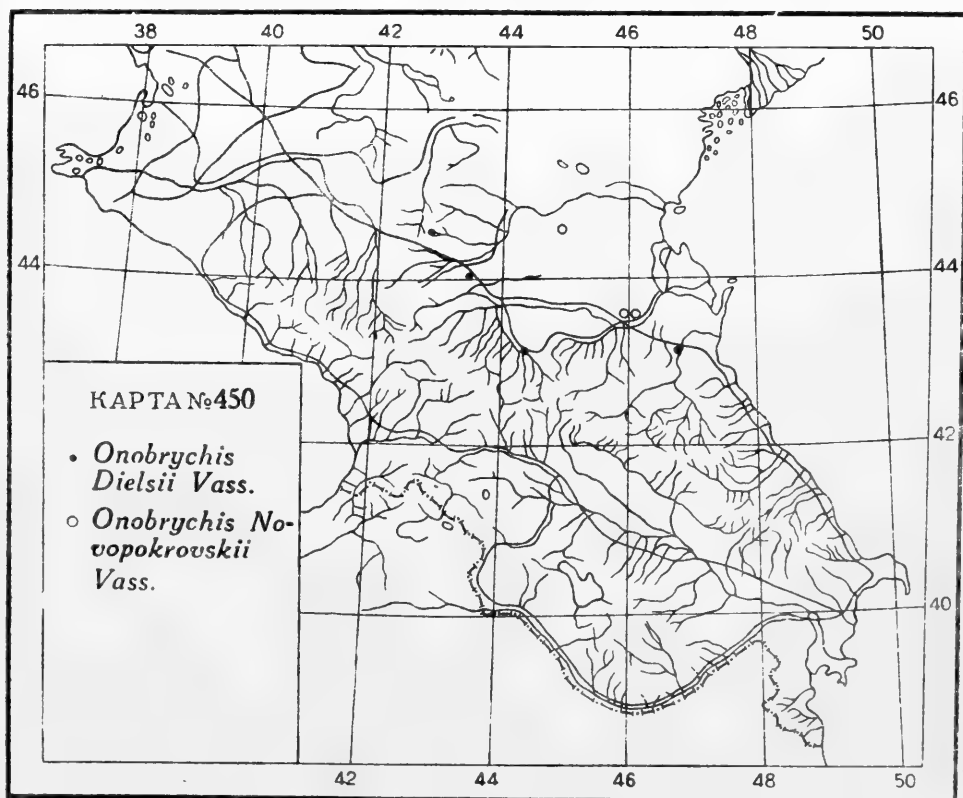 38 40 42 44 46 48 50
46 46
44 44
КАРТА №450
• Onobrychis
Dielsii Vass.
○ Onobrychis No-
vopokrovskii
Vass.
42
40
42 44 46 48 50